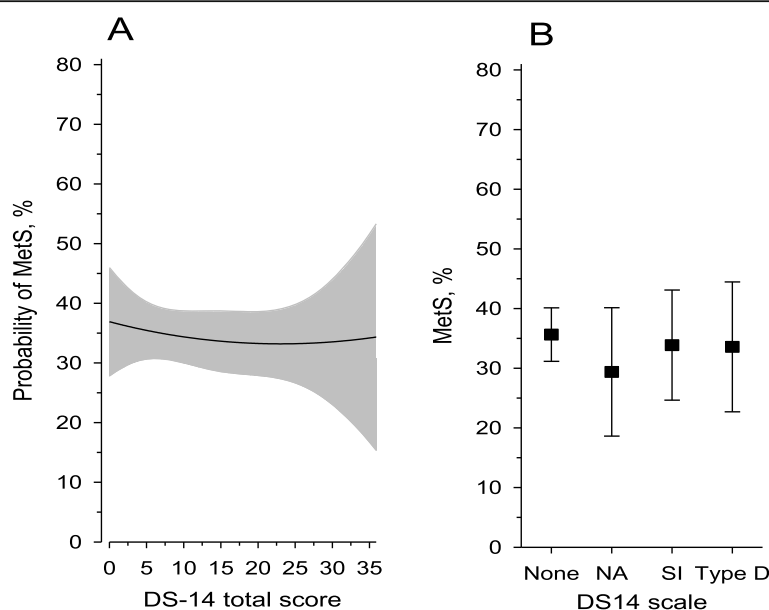 A
Probability of MetS, %
80
70
60
50
40
30
20
10
0
0 5 10 15 20 25 30 35
DS-14 total score
B
MetS, %
80
70
60
50
40
30
20
10
0
None NA SI Type D
DS14 scale